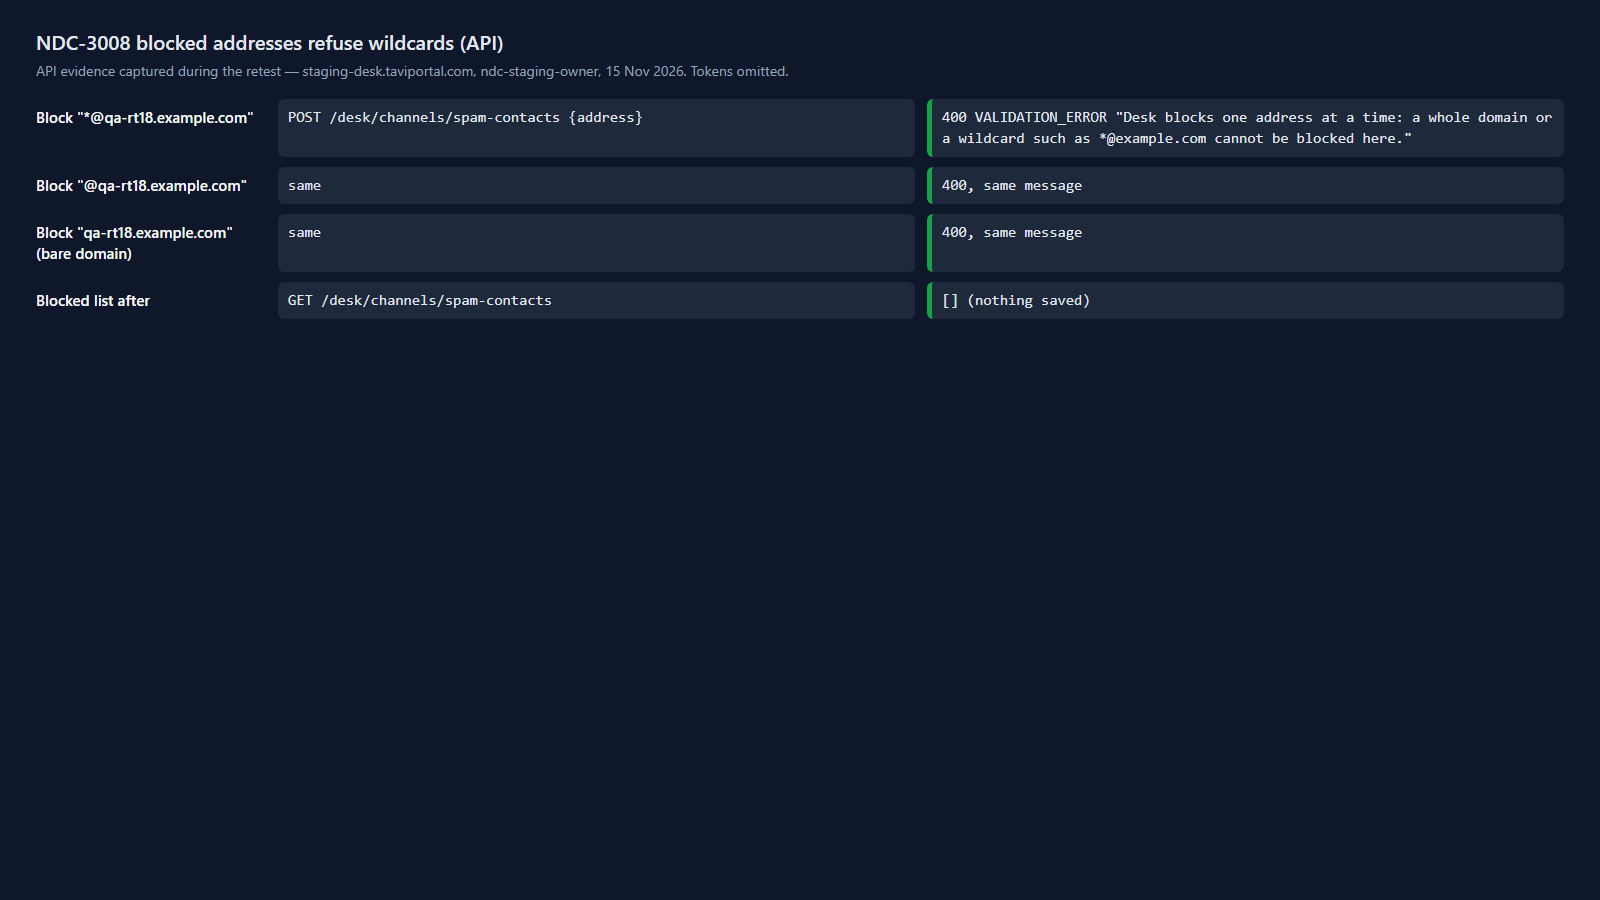 NDC-3008 blocked addresses refuse wildcards (API)
API evidence captured during the retest — staging-desk.taviportal.com, ndc-staging-owner, 15 Nov 2026. Tokens omitted.
Block "*@qa-rt18.example.com"
POST /desk/channels/spam-contacts {address}
400 VALIDATION_ERROR "Desk blocks one address at a time: a whole domain or
a wildcard such as *@example.com cannot be blocked here."
Block "@qa-rt18.example.com"
same
400, same message
Block "qa-rt18.example.com"
(bare domain)
same
400, same message
Blocked list after
GET /desk/channels/spam-contacts
[] (nothing saved)